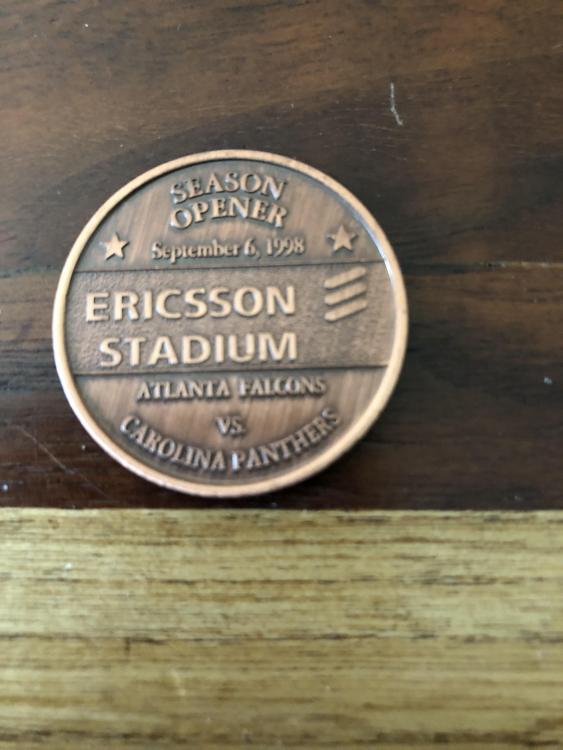 SEASON
OPENER
September 6, 1998
ERICSSON
STADIUM
ATLANTA FALCONS
VS.
CAROLINA PANTHERS